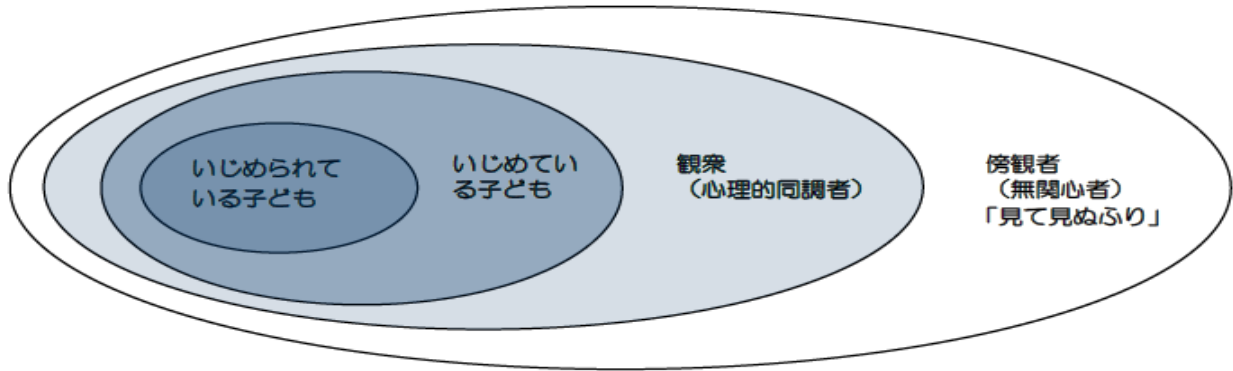 いじめられて
いる子ども
いじめてい
る子ども
観衆
（心理的同調者）
傍観者
（無関心者）
「見て見ぬふり」